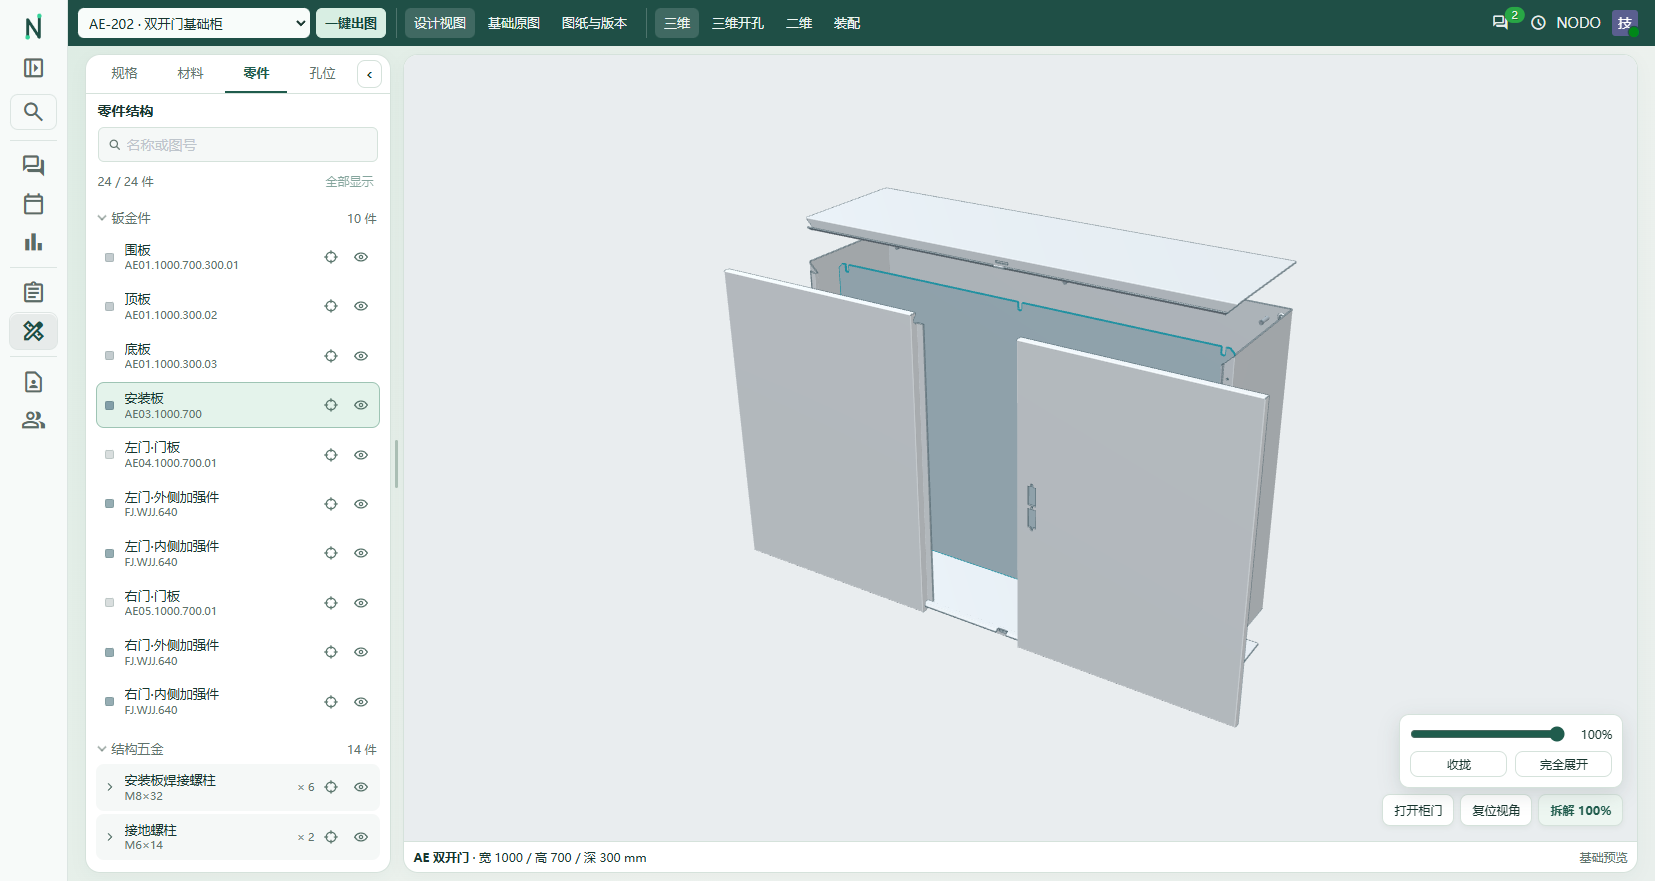 N
AE-202 · 双开门基础柜
一键出图
设计视图
基础原图
图纸与版本
三维
三维开孔
二维
装配
2
NODO
技
规格
材料
零件
孔位
零件结构
名称或图号
24 / 24 件
全部显示
钣金件
10 件
围板
AE01.1000.700.300.01
顶板
AE01.1000.300.02
底板
AE01.1000.300.03
安装板
AE03.1000.700
左门·门板
AE04.1000.700.01
左门·外侧加强件
FJ.WJJ.640
左门·内侧加强件
FJ.WJJ.640
右门·门板
AE05.1000.700.01
右门·外侧加强件
FJ.WJJ.640
右门·内侧加强件
FJ.WJJ.640
结构五金
14 件
安装板焊接螺柱
M8×32
× 6
接地螺柱
M6×14
× 2
100%
收拢
完全展开
打开柜门
复位视角
拆解 100%
AE 双开门 · 宽 1000 / 高 700 / 深 300 mm
基础预览